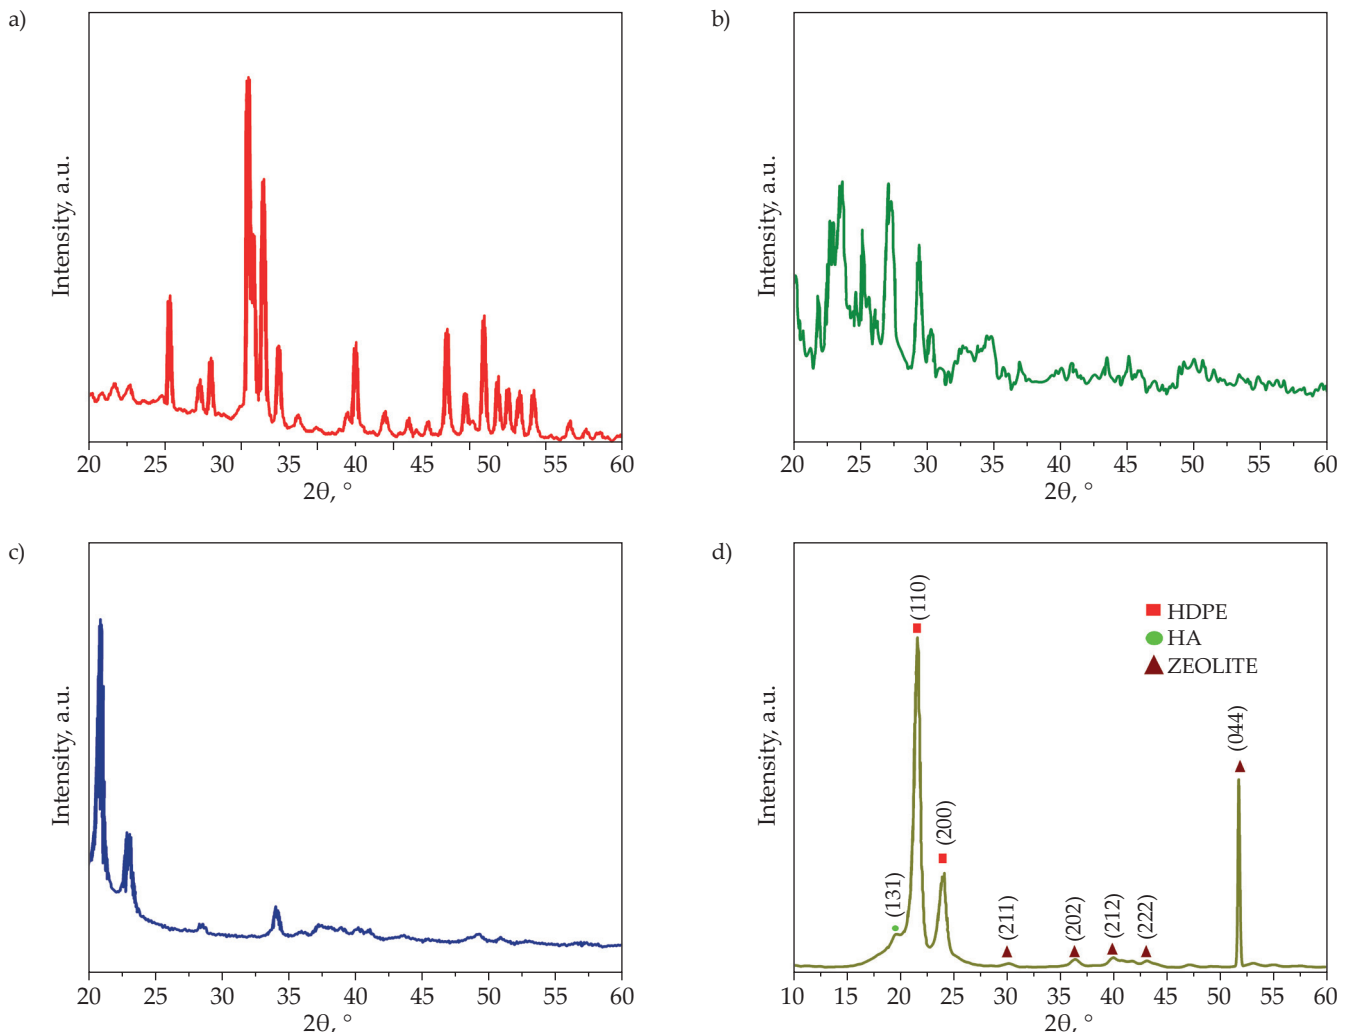 a)
Intensity, a.u.
20 25 30 35 40 45 50 60
2θ, °
b)
Intensity, a.u.
20 25 30 35 40 45 50 55 60
2θ, °
c)
Intensity, a.u.
20 25 30 35 40 45 50 55 60
2θ, °
d)
Intensity, a.u.
(131)
(110)
(200)
(211)
(202)
(212)
(222)
(044)
HDPE
HA
ZEOLITE
10 15 20 25 30 35 40 45 50 55 60
2θ, °